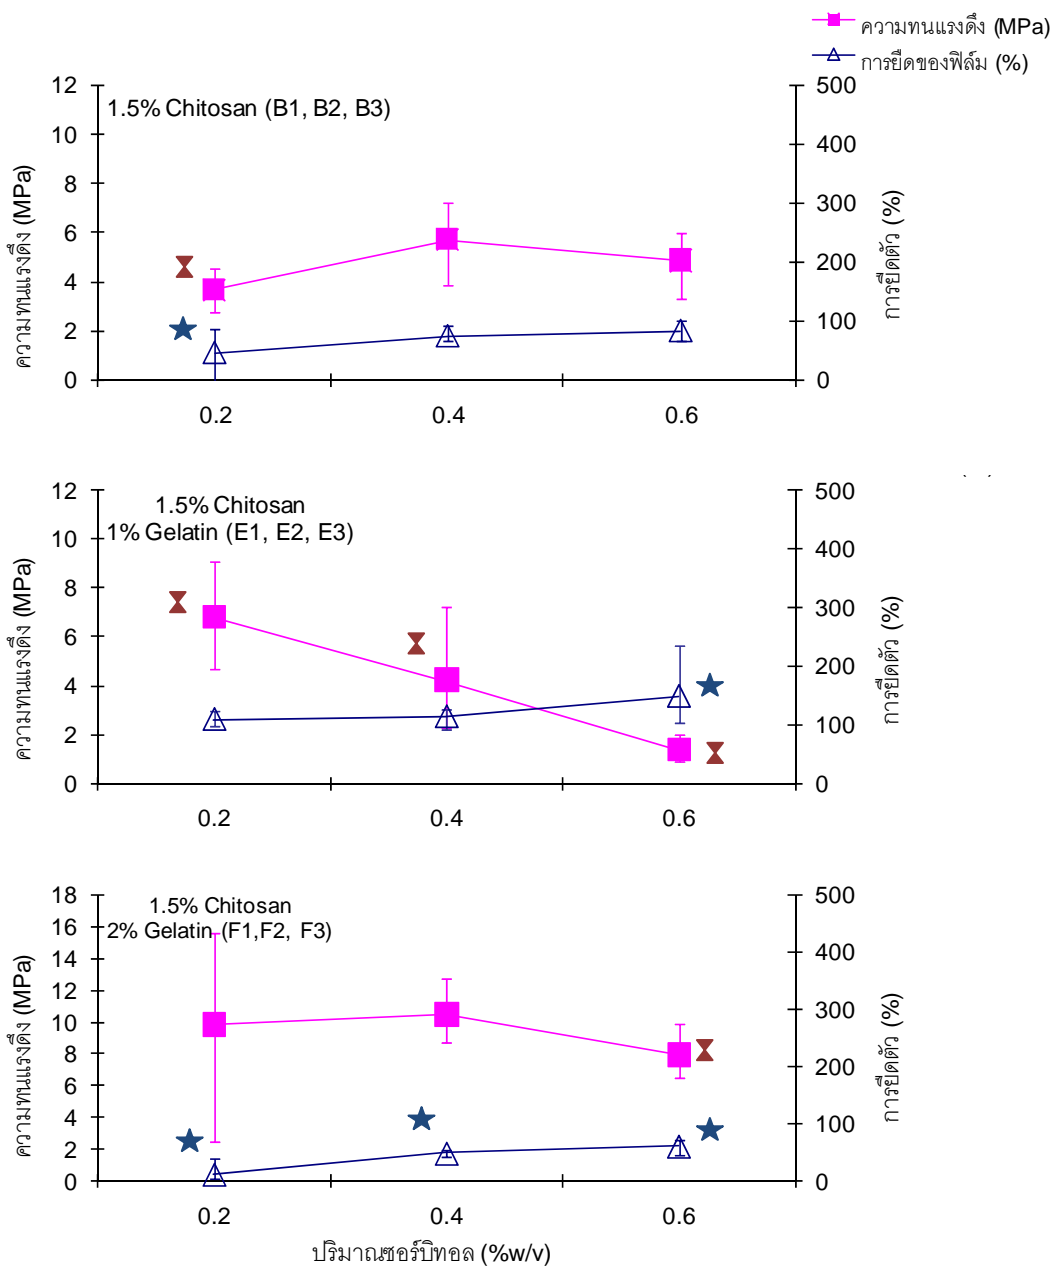 ความทนแรงดึง (MPa)
การยืดของฟิล์ม (%)
1.5% Chitosan (B1, B2, B3)
ความทนแรงดึง (MPa)
12
10
8
6
4
2
0
500
400
300
200
100
0
การยืดตัว (%)
0.2 0.4 0.6
1.5% Chitosan
1% Gelatin (E1, E2, E3)
ความทนแรงดึง (MPa)
12
10
8
6
4
2
0
500
400
300
200
100
0
การยืดตัว (%)
0.2 0.4 0.6
1.5% Chitosan
2% Gelatin (F1,F2, F3)
ความทนแรงดึง (MPa)
18
16
14
12
10
8
6
4
2
0
500
400
300
200
100
0
การยืดตัว (%)
0.2 0.4 0.6
ปริมาณซอร์บิทอล (%w/v)